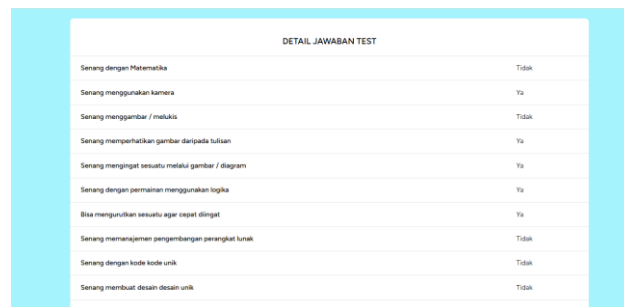 DETAIL JAWABAN TEST
Senang dengan Matematika Tidak
Senang menggunakan kamera Ya
Senang menggambar / melukis Tidak
Senang memperhatikan gambar daripada tulisan Ya
Senang mengingat sesuatu melalui gambar / diagram Ya
Senang dengan permainan menggunakan logika Ya
Bisa mengurutkan sesuatu agar cepat diingat Ya
Senang memanajemen pengembangan perangkat lunak Tidak
Senang dengan kode kode unik Tidak
Senang membuat desain desain unik Tidak